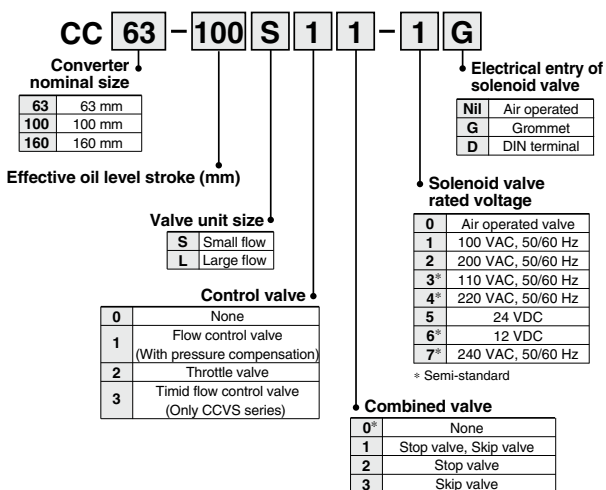 CC 63 - 100 S 1 1 - 1 G
Converter
nominal size
63 63 mm
100 100 mm
160 160 mm
Effective oil level stroke (mm)
Valve unit size
S Small flow
L Large flow
Control valve
0 None
1 Flow control valve
(With pressure compensation)
2 Throttle valve
3 Timid flow control valve
(Only CCVS series)
Electrical entry of
solenoid valve
Nil Air operated
G Grommet
D DIN terminal
Solenoid valve
rated voltage
0 Air operated valve
1 100 VAC, 50/60 Hz
2 200 VAC, 50/60 Hz
3* 110 VAC, 50/60 Hz
4* 220 VAC, 50/60 Hz
5 24 VDC
6* 12 VDC
7* 240 VAC, 50/60 Hz
* Semi-standard
Combined valve
0* None
1 Stop valve, Skip valve
2 Stop valve
3 Skip valve